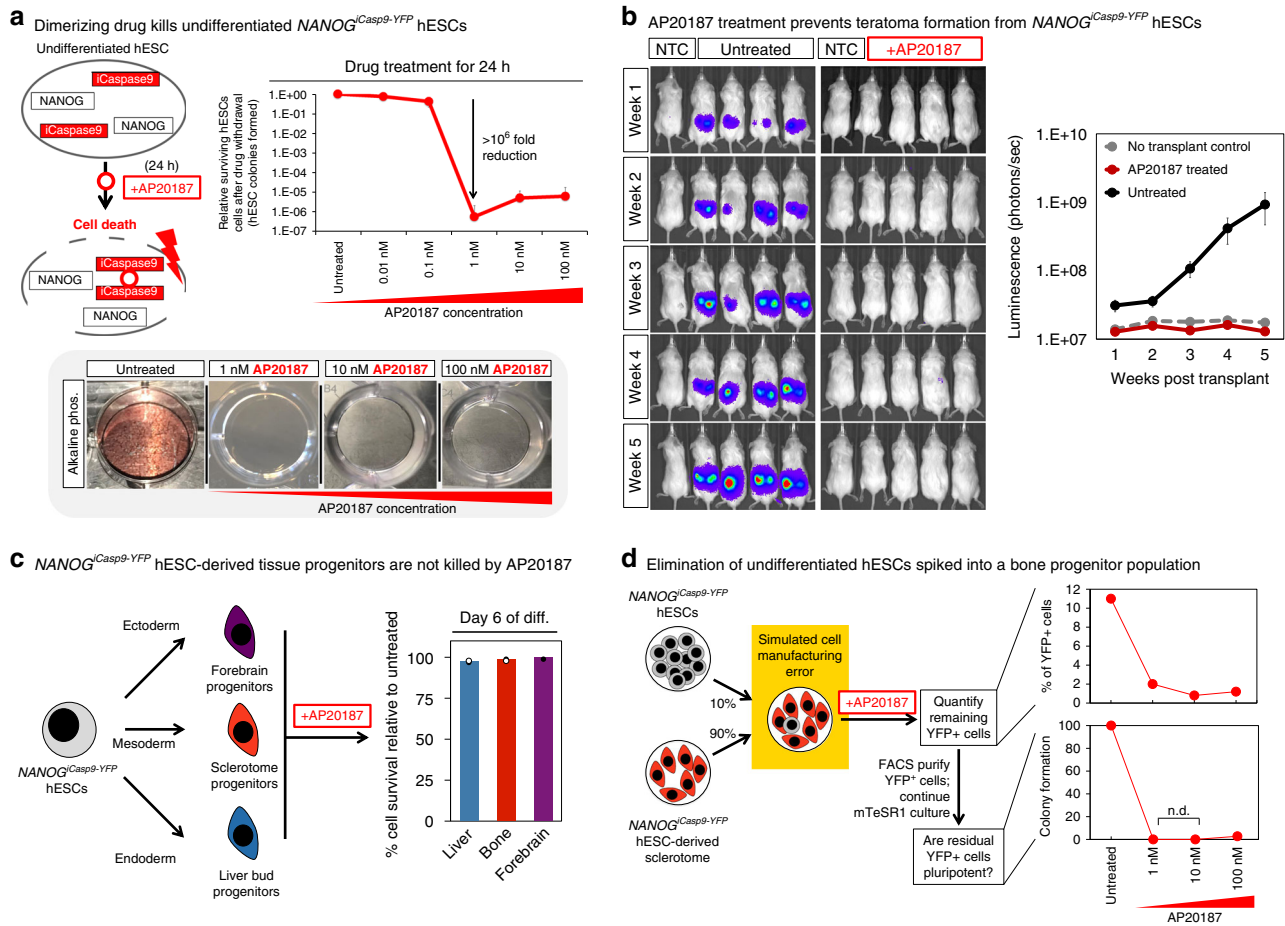 a Dimerizing drug kills undifferentiated NANOG^iCasp9-YFP hESCs
Undifferentiated hESC
iCaspase9
NANOG
iCaspase9
NANOG
(24 h)
+AP20187
Cell death
iCaspase9
NANOG
iCaspase9
NANOG
Drug treatment for 24 h
Relative surviving hESCs
cells after drug withdrawal
(hESC colonies formed)
1.E+00
1.E-01
1.E-02
1.E-03
1.E-04
1.E-05
1.E-06
1.E-07
>10^6 fold
reduction
Untreated
0.01 nM
0.1 nM
1 nM
10 nM
100 nM
AP20187 concentration
Alkaline phos.
Untreated
1 nM AP20187
10 nM AP20187
100 nM AP20187
AP20187 concentration
b AP20187 treatment prevents teratoma formation from NANOG^iCasp9-YFP hESCs
NTC
Untreated
NTC
+AP20187
Week 1
Week 2
Week 3
Week 4
Week 5
Luminescence (photons/sec)
1.E+10
1.E+09
1.E+08
1.E+07
No transplant control
AP20187 treated
Untreated
1 2 3 4 5
Weeks post transplant
c NANOG^iCasp9-YFP hESC-derived tissue progenitors are not killed by AP20187
NANOG^iCasp9-YFP
hESCs
Ectoderm
Mesoderm
Endoderm
Forebrain
progenitors
Sclerotome
progenitors
Liver bud
progenitors
+AP20187
Day 6 of diff.
% cell survival relative to untreated
100
75
50
25
0
Liver
Bone
Forebrain
d Elimination of undifferentiated hESCs spiked into a bone progenitor population
NANOG^iCasp9-YFP
hESCs
10%
90%
NANOG^iCasp9-YFP
hESC-derived
sclerotome
Simulated cell
manufacturing
error
+AP20187
Quantify
remaining
YFP+ cells
FACS purify
YFP^+ cells;
continue
mTeSR1 culture
Are residual
YFP+ cells
pluripotent?
% of YFP+ cells
12
10
8
6
4
2
0
Colony formation
100
80
60
40
20
0
n.d.
Untreated
1 nM
10 nM
100 nM
AP20187